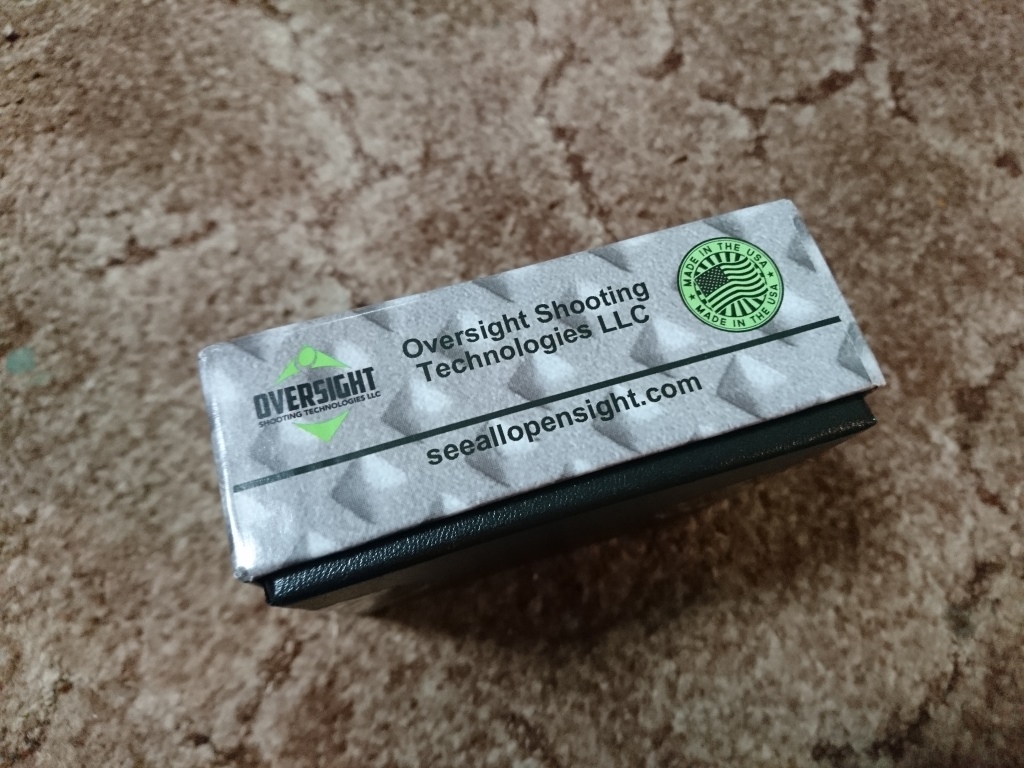 OVERSIGHT
SHOOTING TECHNOLOGIES LLC
Oversight Shooting
Technologies LLC
MADE IN THE USA
MADE IN THE USA
seeallopensight.com